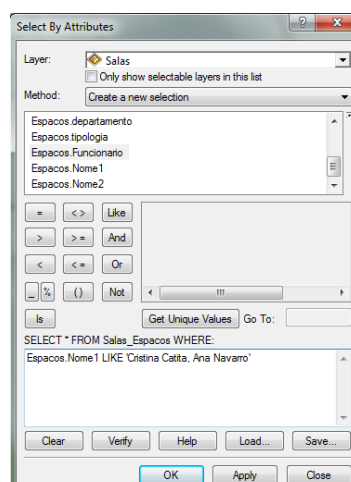 Select By Attributes
Layer: Salas
Only show selectable layers in this list
Method: Create a new selection
Espacos.departamento
Espacos.tipologia
Espacos.Funcionario
Espacos.Nome1
Espacos.Nome2
= <> Like
> >= And
< <= Or
_ % () Not
Is Get Unique Values Go To:
SELECT * FROM Salas_Espacos WHERE:
Espacos.Nome1 LIKE 'Cristina Catita, Ana Navarro'
Clear Verify Help Load... Save...
OK Apply Close